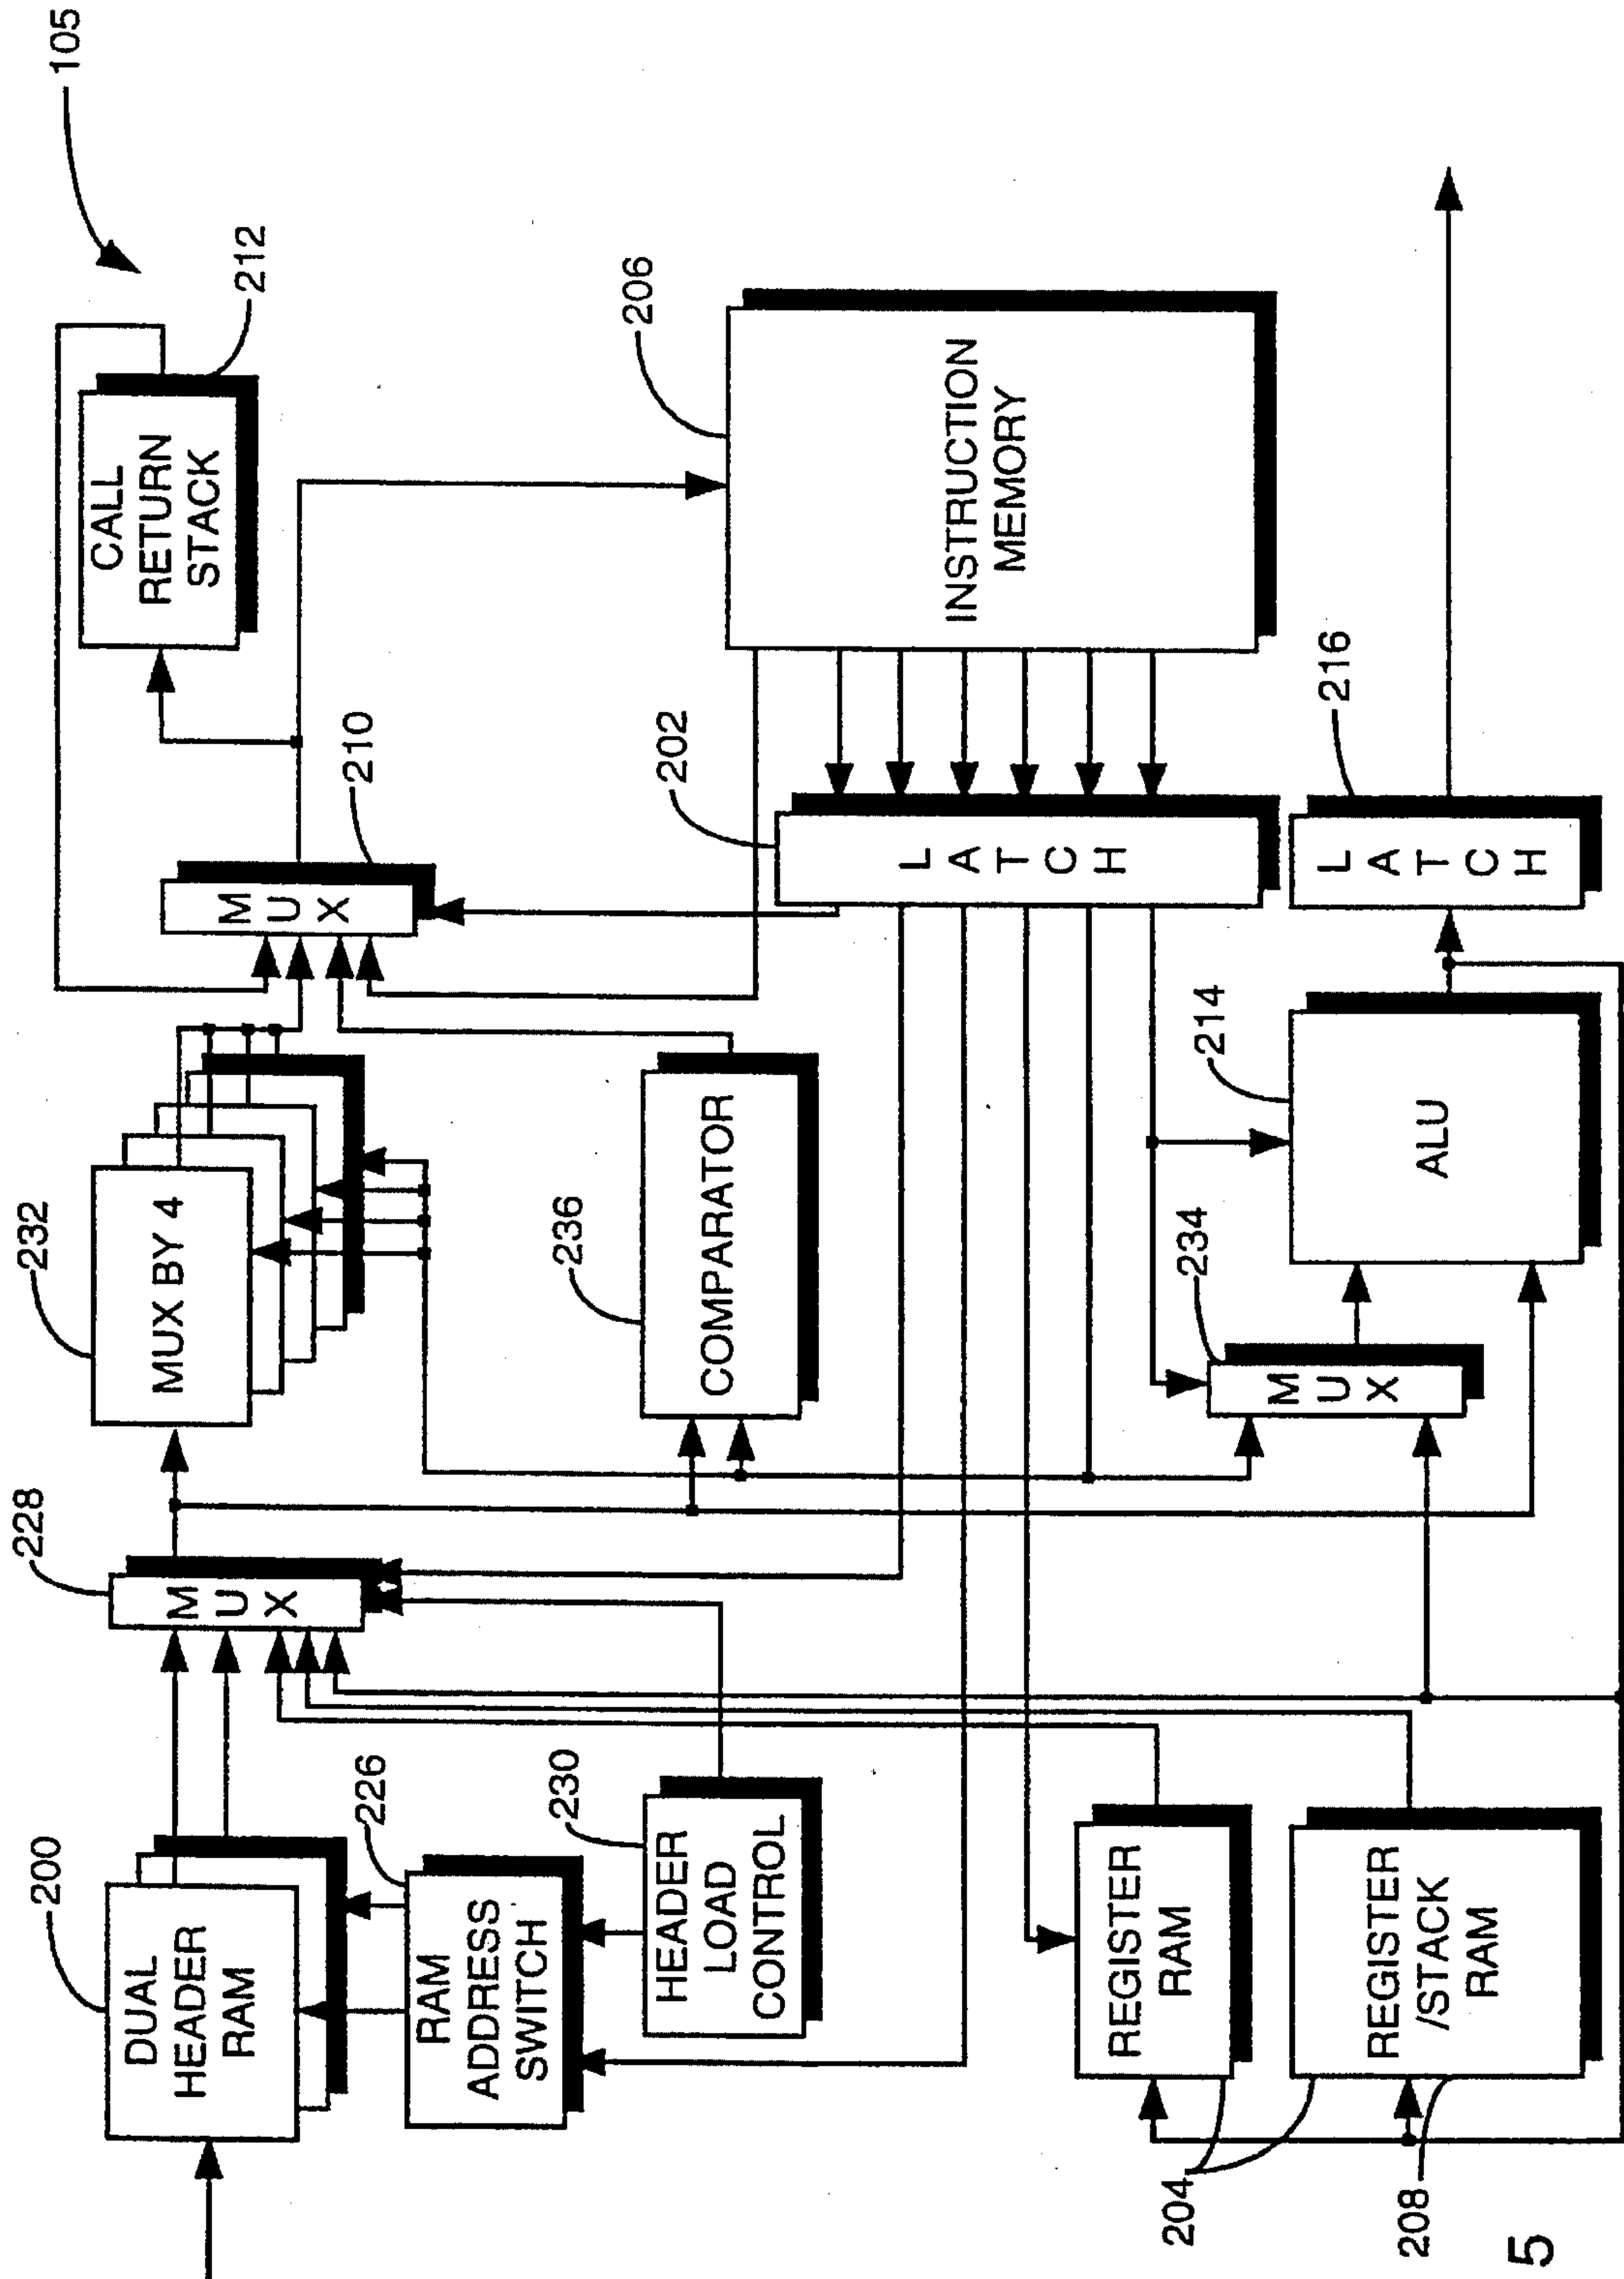 105
CALL
RETURN
STACK
212
MUX
210
MUX BY 4
232
MUX
228
DUAL
HEADER
RAM
200
RAM
ADDRESS
SWITCH
226
HEADER
LOAD
CONTROL
230
COMPARATOR
236
INSTRUCTION
MEMORY
206
LATCH
202
LATCH
216
ALU
214
MUX
234
REGISTER
RAM
204
REGISTER
/STACK
RAM
208
5